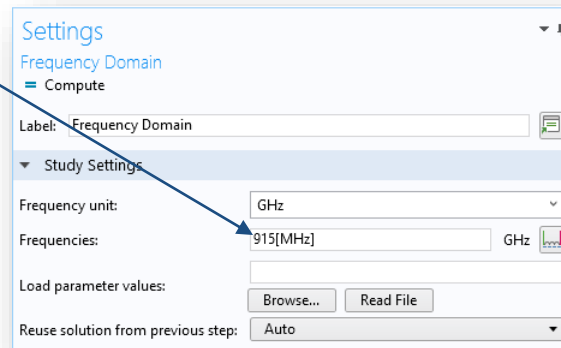 Settings
Frequency Domain
= Compute
Label: Frequency Domain
Study Settings
Frequency unit: GHz
Frequencies: 915[MHz] GHz
Load parameter values:
Browse... Read File
Reuse solution from previous step: Auto